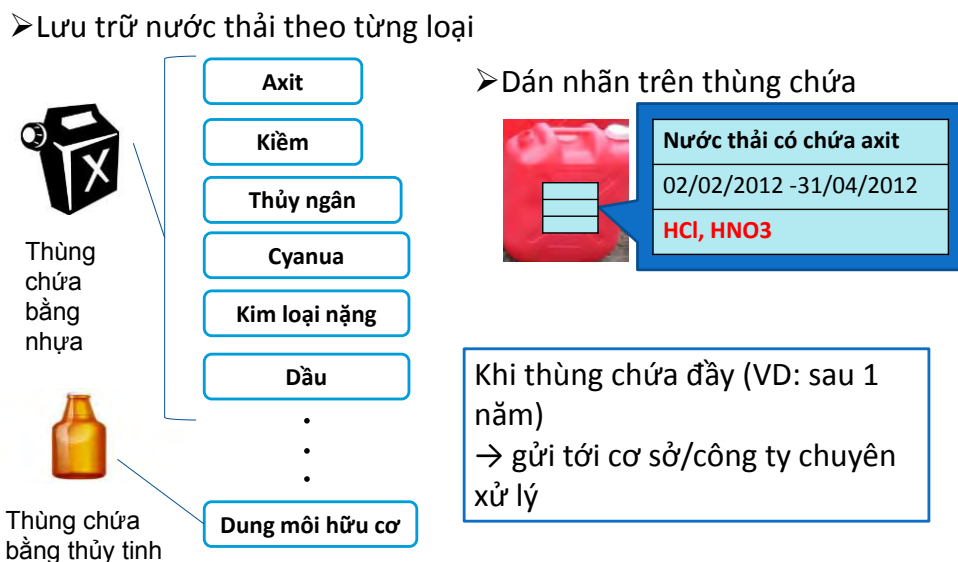 ➢Lưu trữ nước thải theo từng loại
Axit
Kiềm
Thủy ngân
Cyanua
Kim loại nặng
Dầu
.
.
.
Dung môi hữu cơ
X
Thùng
chứa
bằng
nhựa
Thùng chứa
bằng thủy tinh
➢Dán nhãn trên thùng chứa
Nước thải có chứa axit
02/02/2012 -31/04/2012
HCl, HNO3
Khi thùng chứa đầy (VD: sau 1
năm)
→ gửi tới cơ sở/công ty chuyên
xử lý